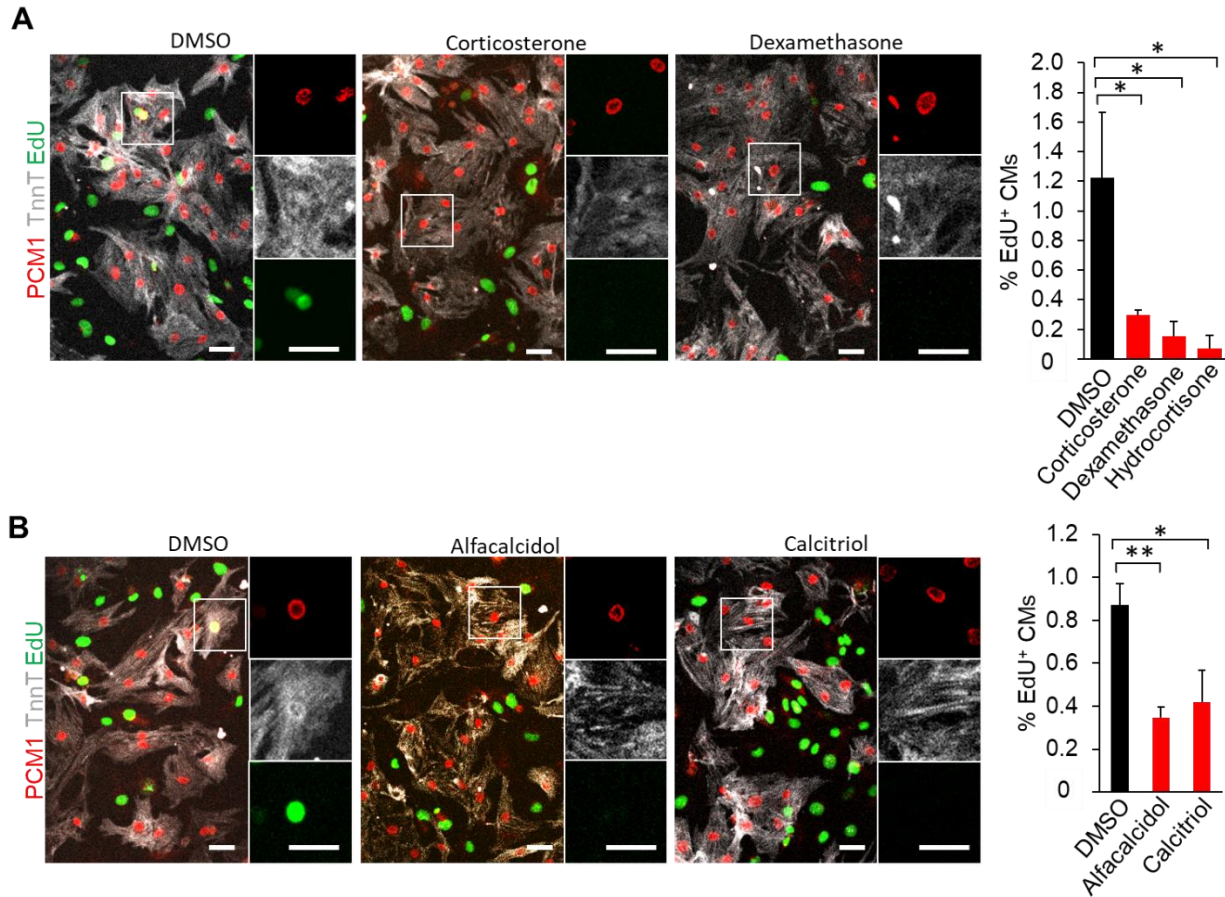 A
DMSO
Corticosterone
Dexamethasone
PCM1 TnnT EdU
% EdU⁺ CMs
2.0
1.8
1.6
1.4
1.2
1.0
0.8
0.6
0.4
0.2
0
*
*
*
DMSO
Corticosterone
Dexamethasone
Hydrocortisone
B
DMSO
Alfacalcidol
Calcitriol
PCM1 TnnT EdU
% EdU⁺ CMs
1.2
1.0
0.8
0.6
0.4
0.2
0
*
**
DMSO
Alfacalcidol
Calcitriol